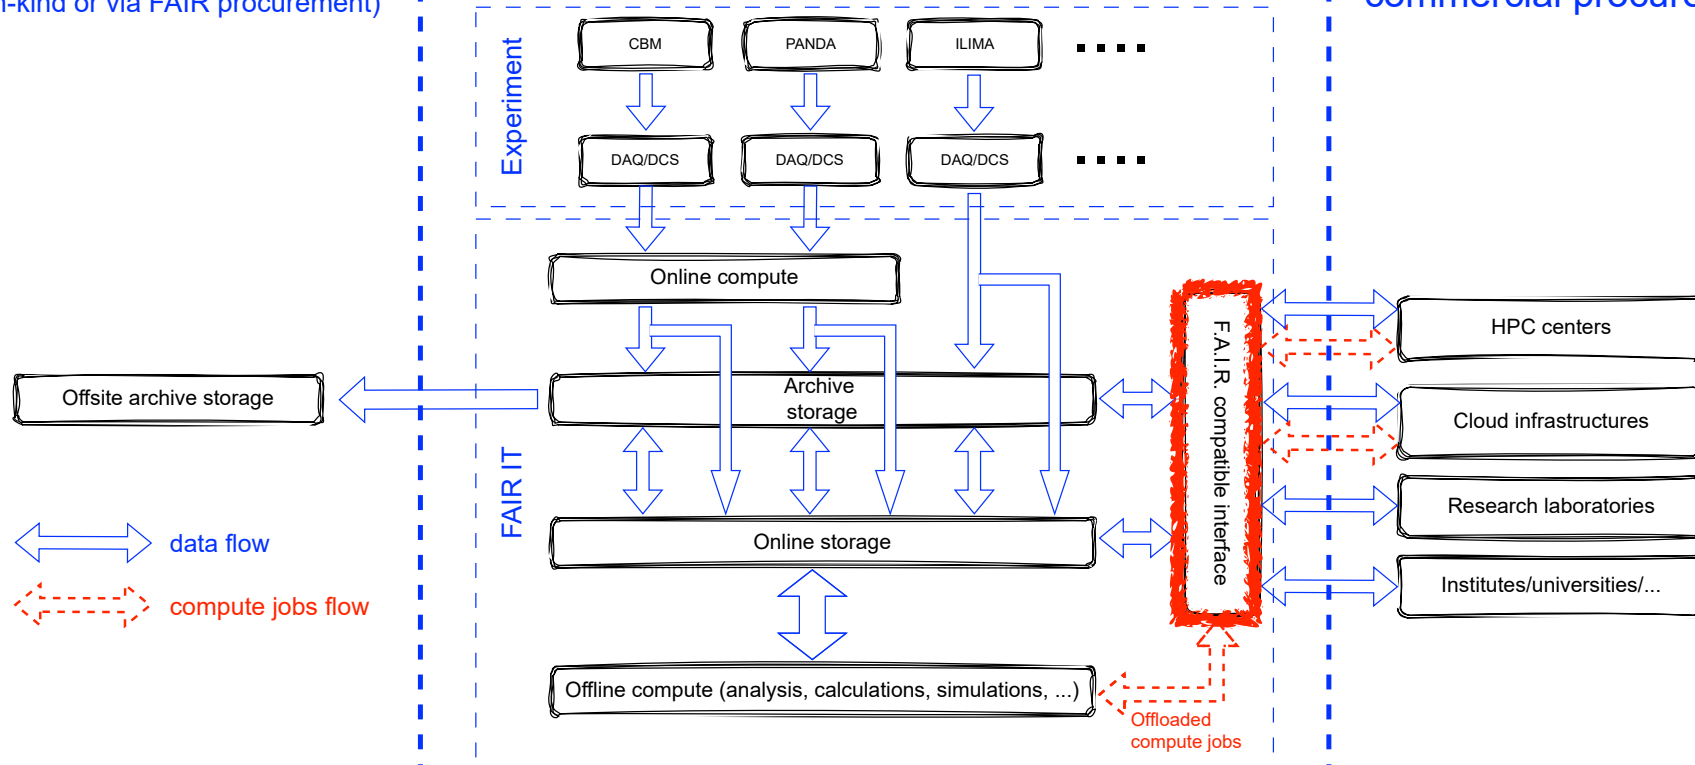 n-kind or via FAIR procurement)
commercial procure
Experiment
CBM
PANDA
ILIMA
DAQ/DCS
DAQ/DCS
DAQ/DCS
FAIR IT
Online compute
Archive
storage
Offsite archive storage
Online storage
Offline compute (analysis, calculations, simulations, ...)
F.A.I.R. compatible interface
HPC centers
Cloud infrastructures
Research laboratories
Institutes/universities/...
data flow
compute jobs flow
Offloaded
compute jobs